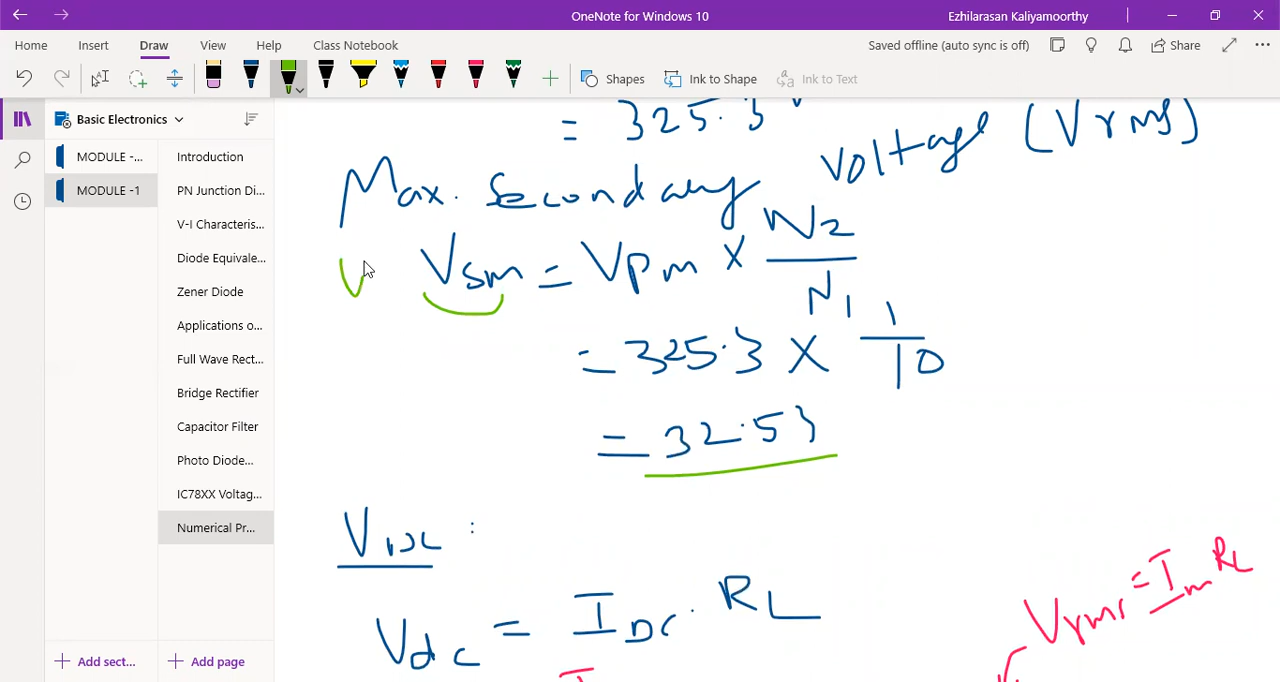 OneNote for Windows 10
Ezhilarasan Kaliyamoorthy
Home Insert Draw View Help Class Notebook
Saved offline (auto sync is off) Share
Shapes Ink to Shape Ink to Text
Basic Electronics
MODULE -...
MODULE -1
Introduction
PN Junction Di...
V-I Characteris...
Diode Equivale...
Zener Diode
Applications o...
Full Wave Rect...
Bridge Rectifier
Capacitor Filter
Photo Diode...
IC78XX Voltag...
Numerical Pr...
+ Add sect...
+ Add page
= 325.3 V
Max. Secondary voltage (Vrms)
V Vsm = Vpm x N2/N1
= 325.3 X 1/10
= 32.53
VDC :
Vdc = IDC . RL
Vrms = Im RL